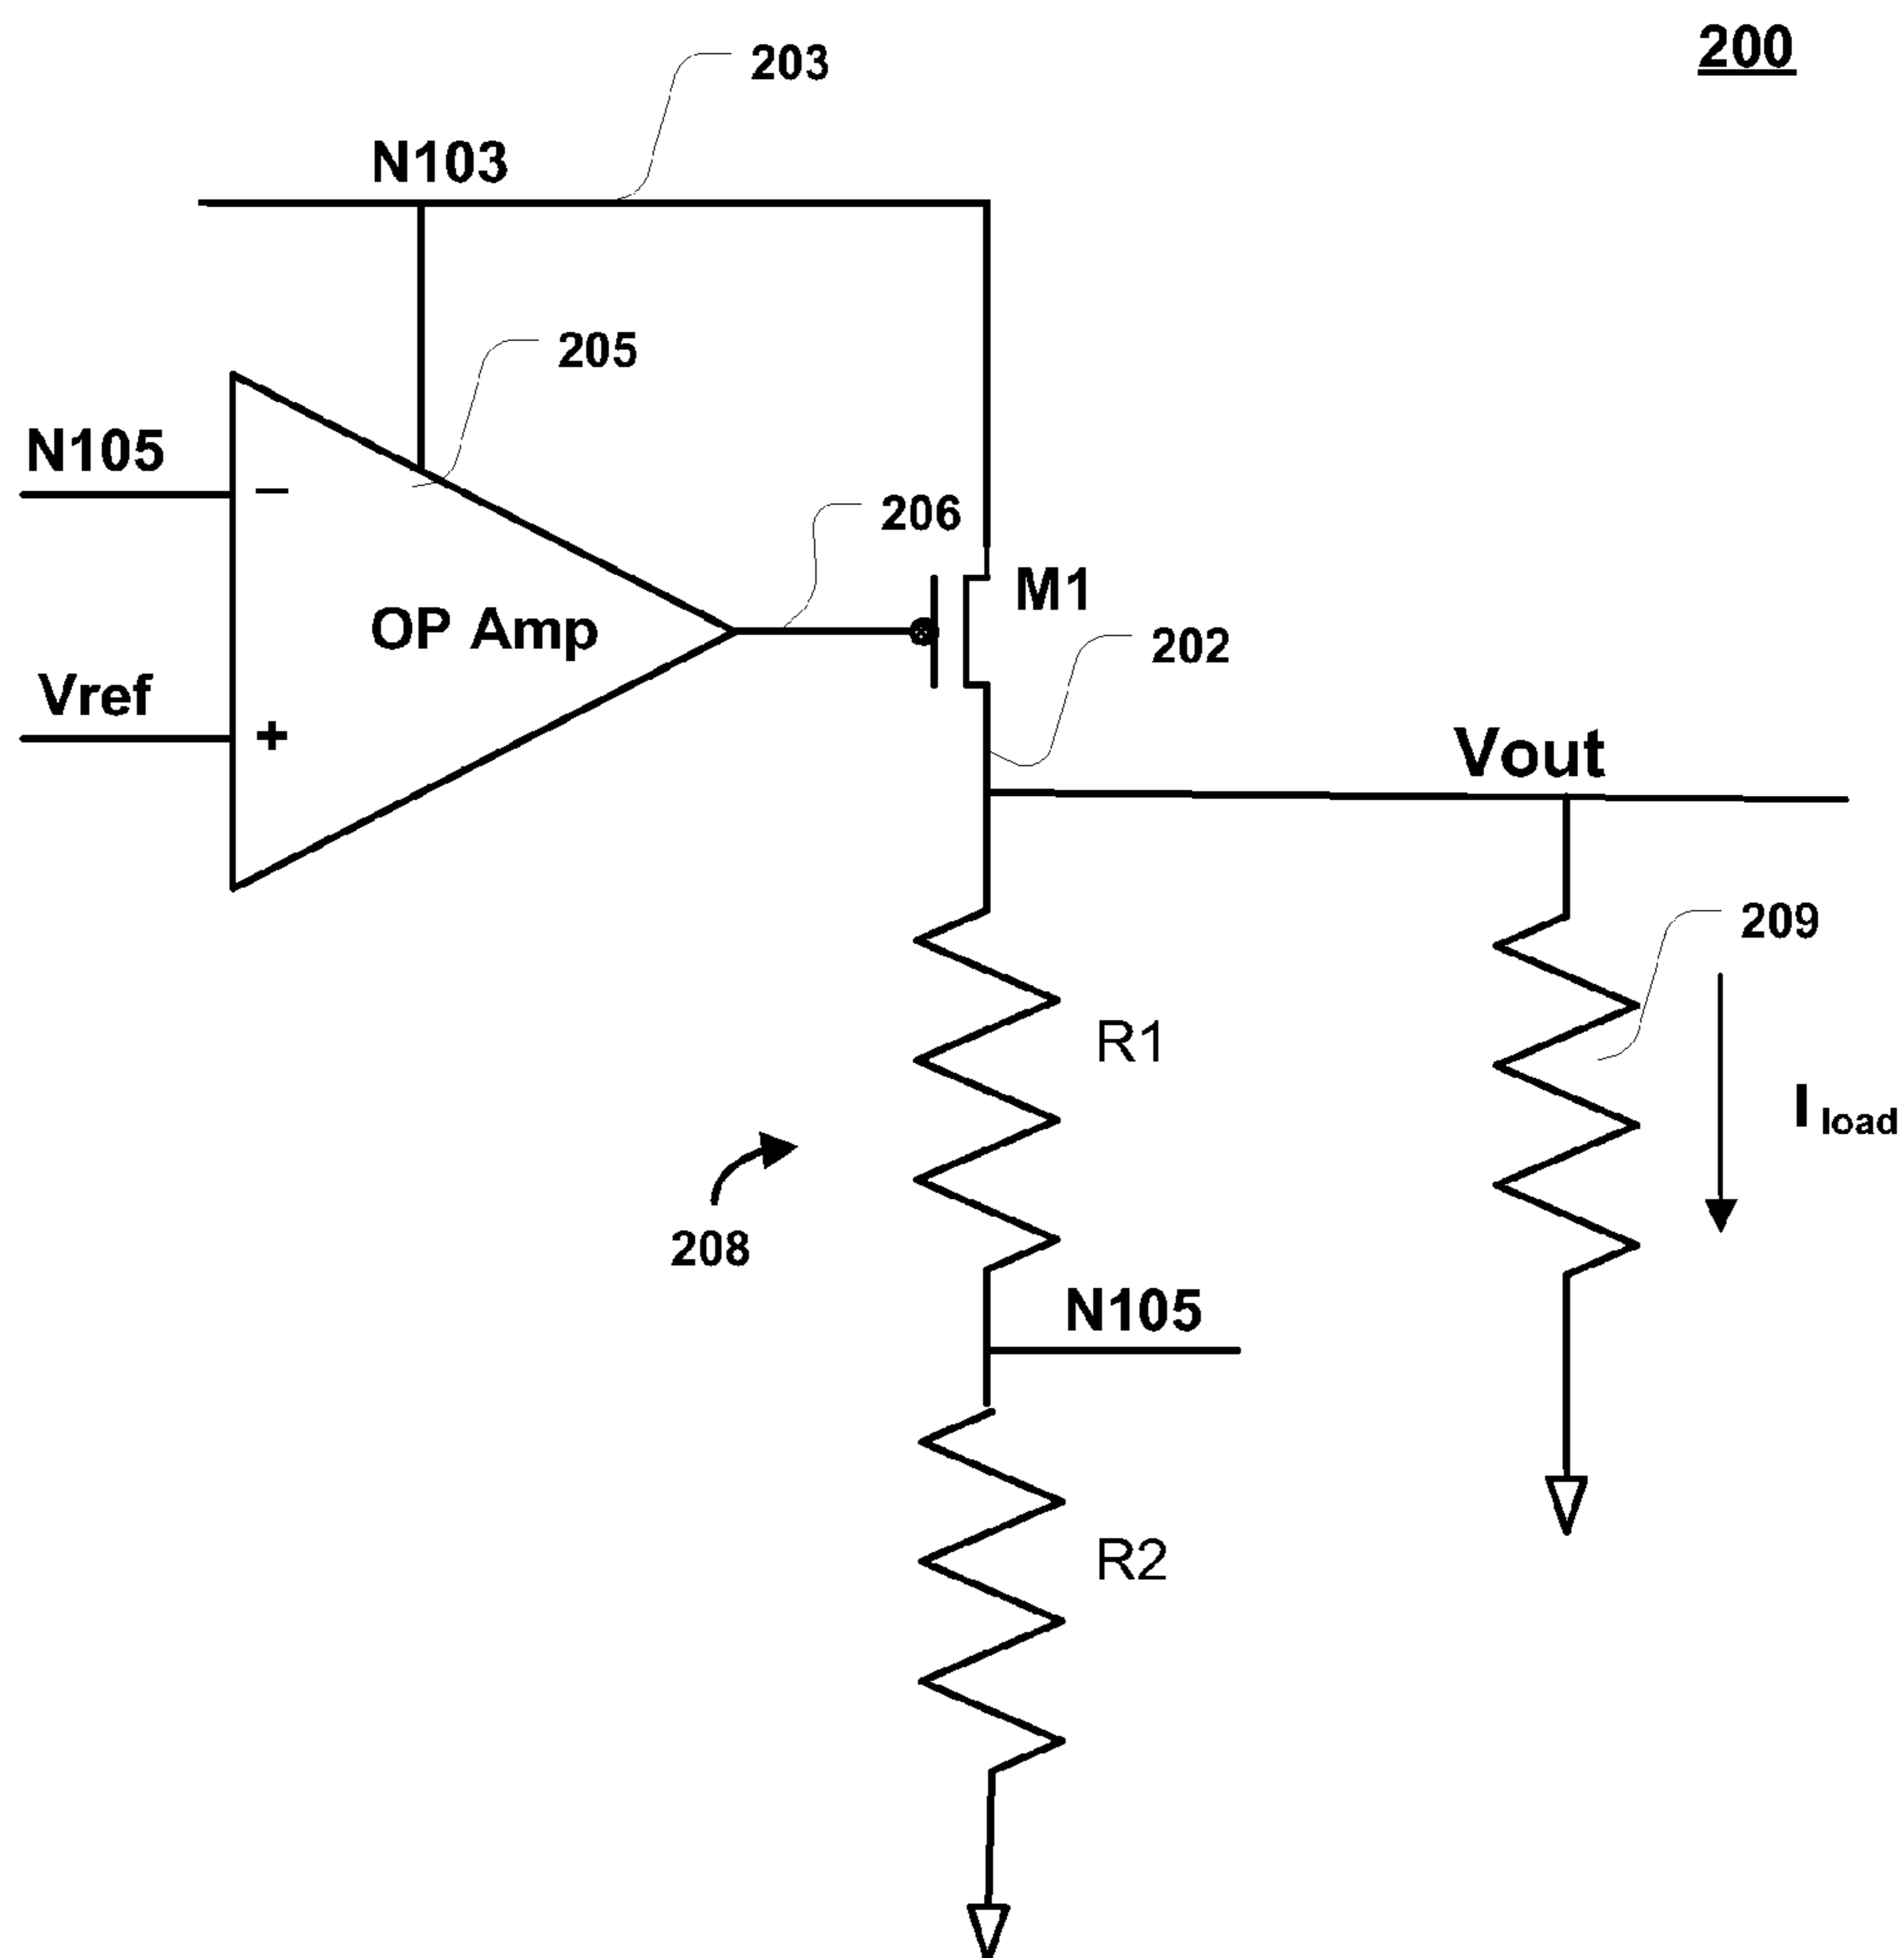 200
203
N103
205
N105
−
206
M1
OP Amp
202
Vref
+
Vout
209
R1
I load
208
N105
R2